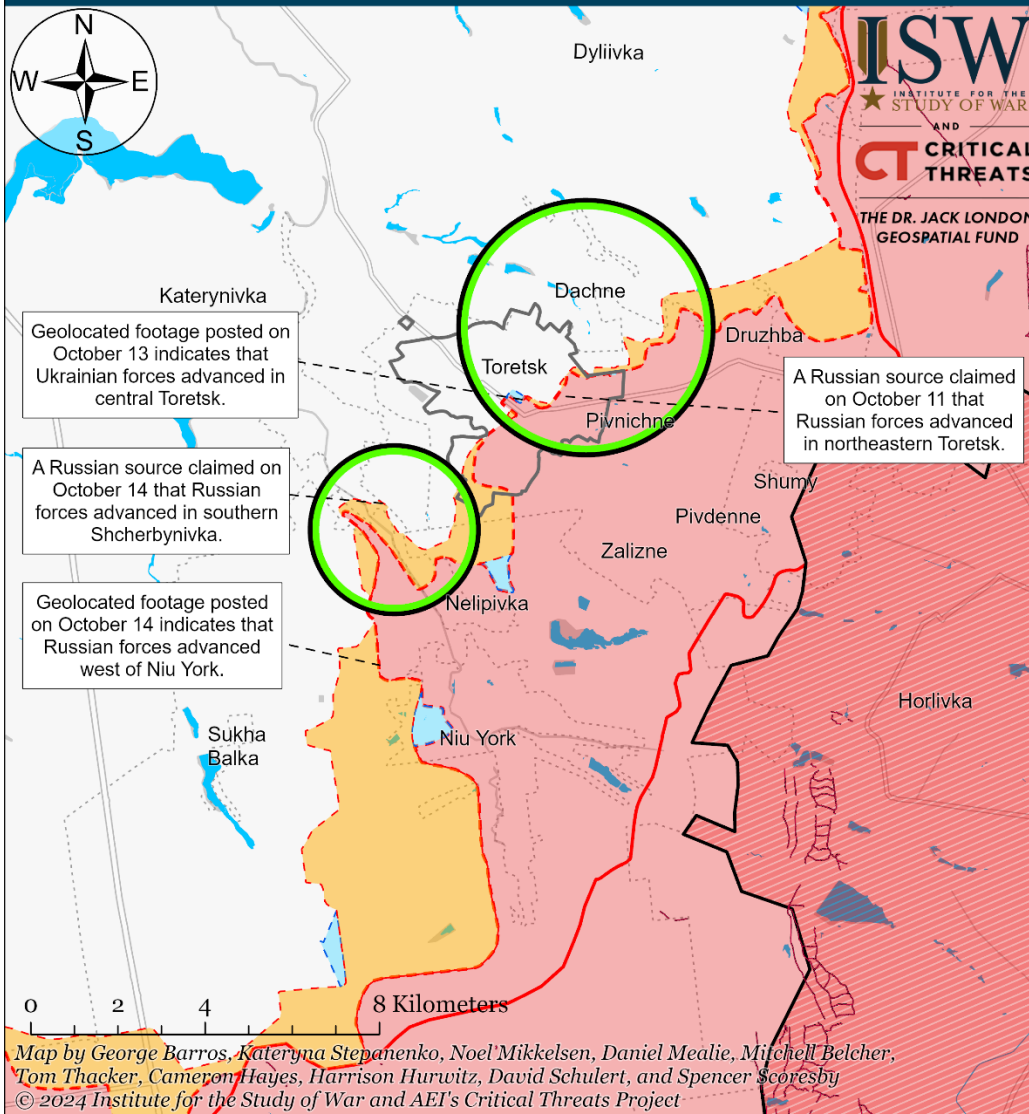 N
W
E
S
Dyliivka
ISW
INSTITUTE FOR THE
STUDY OF WAR
AND
CT CRITICAL
THREATS
THE DR. JACK LONDON
GEOSPATIAL FUND
Katerynivka
Dachne
Druzhba
Geolocated footage posted on
October 13 indicates that
Ukrainian forces advanced in
central Toretsk.
Toretsk
Pivnichne
A Russian source claimed
on October 11 that
Russian forces advanced
in northeastern Toretsk.
A Russian source claimed on
October 14 that Russian
forces advanced in southern
Shcherbynivka.
Shumy
Pivdenne
Zalizne
Nelipivka
Geolocated footage posted
on October 14 indicates that
Russian forces advanced
west of Niu York.
Horlivka
Sukha
Balka
Niu York
0 2 4 8 Kilometers
Map by George Barros, Kateryna Stepanenko, Noel Mikkelsen, Daniel Mealie, Mitchell Belcher,
Tom Thacker, Cameron Hayes, Harrison Hurwitz, David Schulert, and Spencer Scoresby
© 2024 Institute for the Study of War and AEI's Critical Threats Project